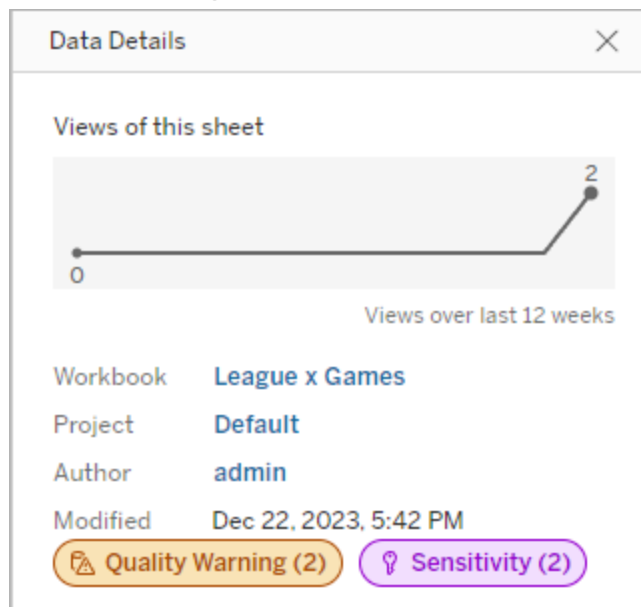 Data Details
Views of this sheet
2
0
Views over last 12 weeks
Workbook League x Games
Project Default
Author admin
Modified Dec 22, 2023, 5:42 PM
Quality Warning (2) Sensitivity (2)